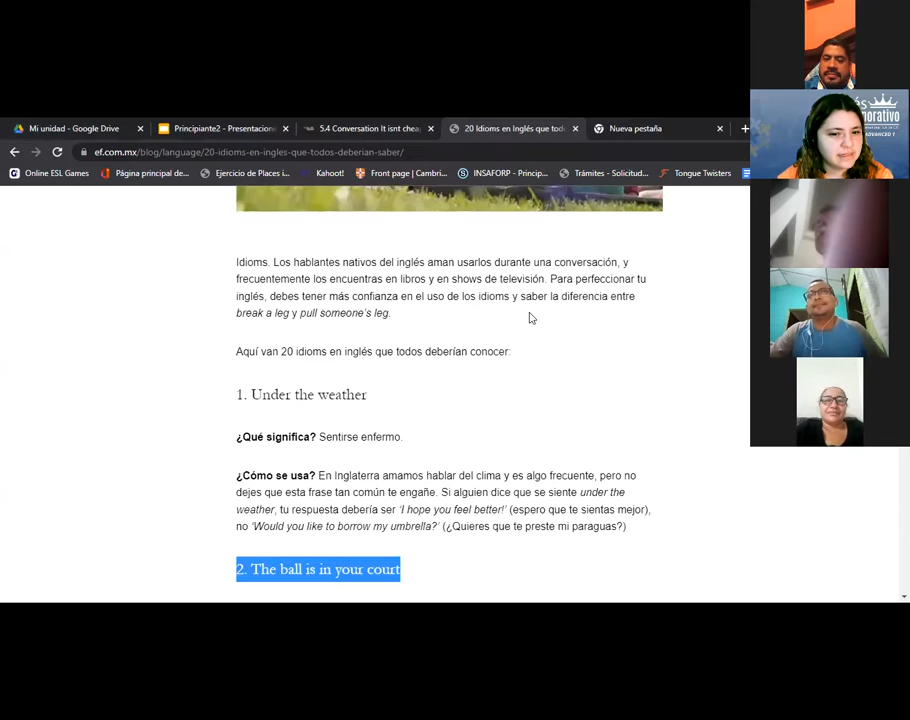 Mi unidad - Google Drive
Principiante2 - Presentacione
5.4 Conversation It isnt chea
20 Idioms en Inglés que tod
Nueva pestaña
ef.com.mx/blog/language/20-idioms-en-ingles-que-todos-deberian-saber/
Online ESL Games
Página principal de...
Ejercicio de Places i...
Kahoot!
Front page | Cambri...
INSAFORP - Portal...
Trámites - Solicitud...
Tongue Twisters
Idioms. Los hablantes nativos del inglés aman usarlos durante una conversación, y
frecuentemente los encuentras en libros y en shows de televisión. Para perfeccionar tu
inglés, debes tener más confianza en el uso de los idioms y saber la diferencia entre
break a leg y pull someone's leg.
Aquí van 20 idioms en inglés que todos deberían conocer:
1. Under the weather
¿Qué significa? Sentirse enfermo.
¿Cómo se usa? En Inglaterra amamos hablar del clima y es algo frecuente, pero no
dejes que esta frase tan común te engañe. Si alguien dice que se siente under the
weather, tu respuesta debería ser 'I hope you feel better!' (espero que te sientas mejor),
no 'Would you like to borrow my umbrella?' (¿Quieres que te preste mi paraguas?)
2. The ball is in your court
ADVANCED 1